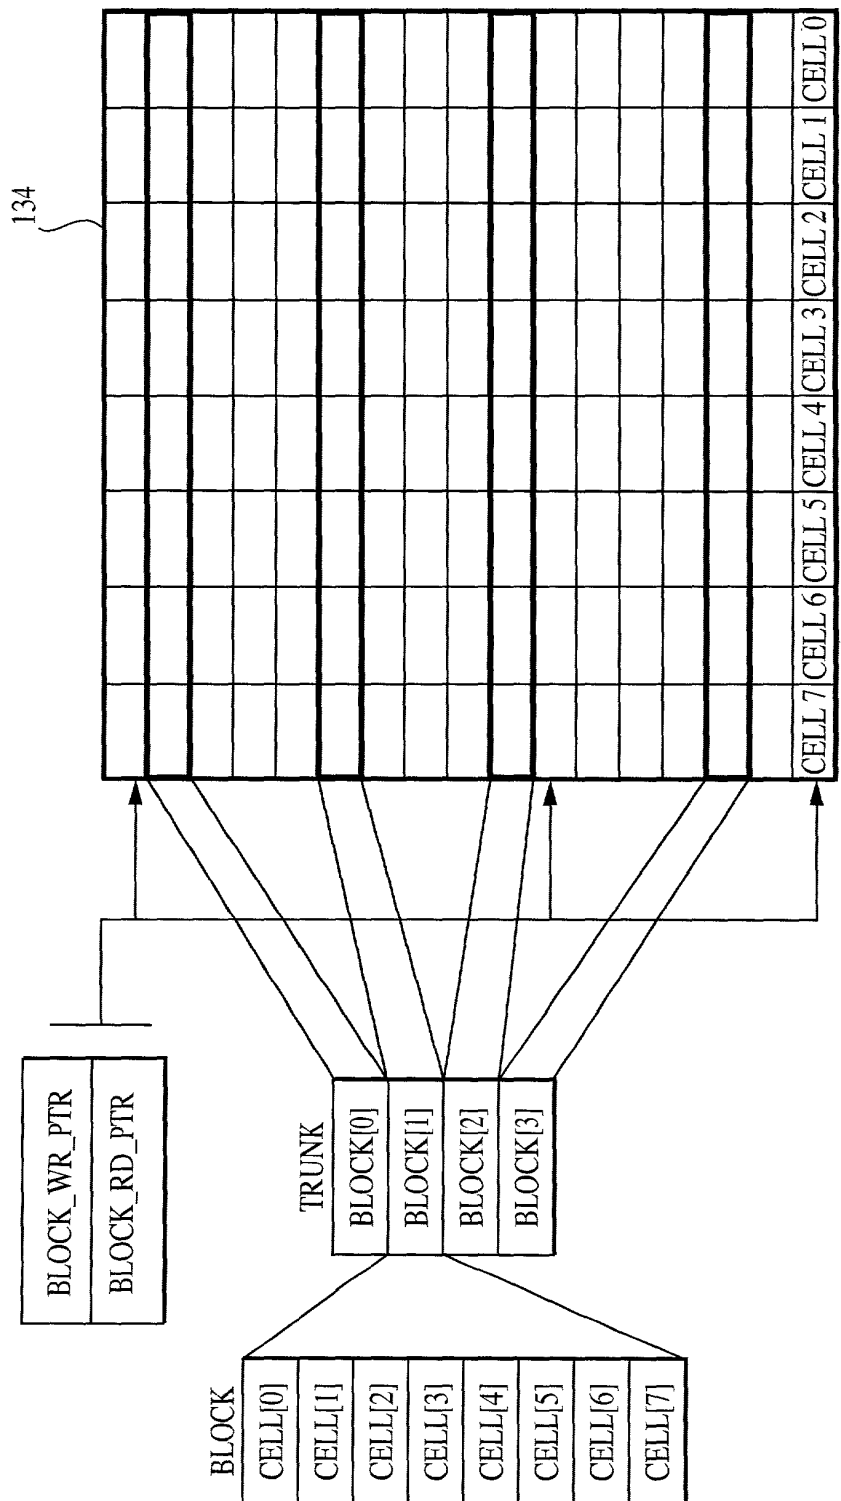 134
CELL 7 CELL 6 CELL 5 CELL 4 CELL 3 CELL 2 CELL 1 CELL 0
BLOCK_WR_PTR
BLOCK_RD_PTR
TRUNK
BLOCK[0]
BLOCK[1]
BLOCK[2]
BLOCK[3]
BLOCK
CELL[0]
CELL[1]
CELL[2]
CELL[3]
CELL[4]
CELL[5]
CELL[6]
CELL[7]